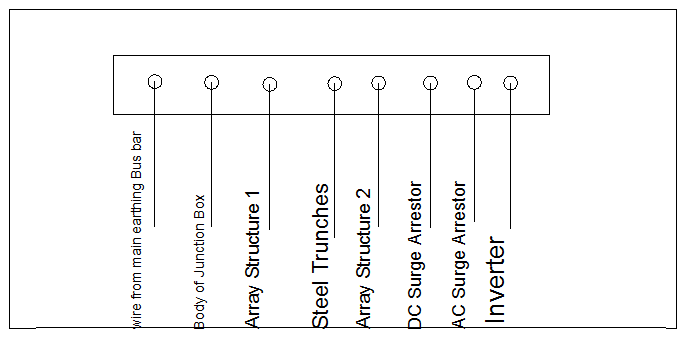 wire from main earthing Bus bar
Body of Junction Box
Array Structure 1
Steel Trunches
Array Structure 2
DC Surge Arrestor
AC Surge Arrestor
Inverter